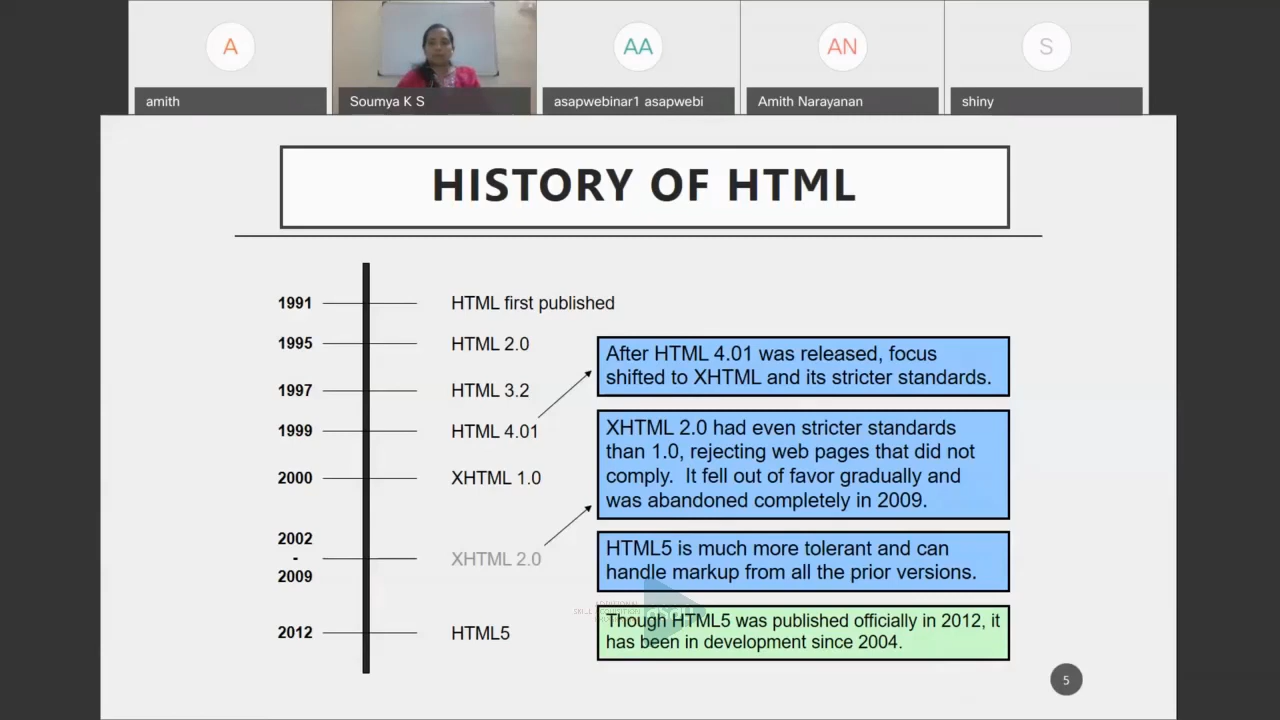 A
AA
AN
S
amith
Soumya K S
asapwebinar1 asapwebi
Amith Narayanan
shiny
HISTORY OF HTML
1991
HTML first published
1995
HTML 2.0
1997
HTML 3.2
1999
HTML 4.01
2000
XHTML 1.0
2002
-
2009
XHTML 2.0
2012
HTML5
After HTML 4.01 was released, focus
shifted to XHTML and its stricter standards.
XHTML 2.0 had even stricter standards
than 1.0, rejecting web pages that did not
comply. It fell out of favor gradually and
was abandoned completely in 2009.
HTML5 is much more tolerant and can
handle markup from all the prior versions.
Though HTML5 was published officially in 2012, it
has been in development since 2004.
5